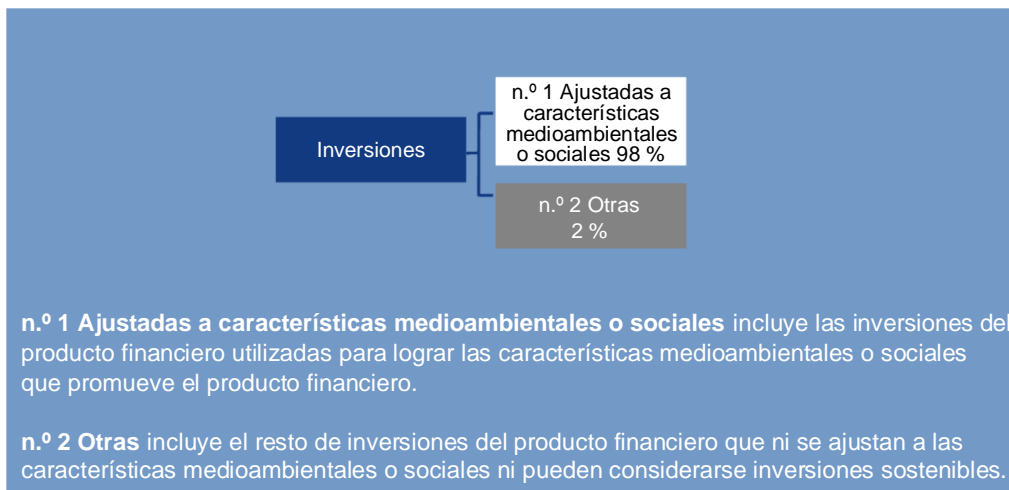 Inversiones
n.º 1 Ajustadas a
características
medioambientales
o sociales 98 %
n.º 2 Otras
2 %
n.º 1 Ajustadas a características medioambientales o sociales incluye las inversiones del
producto financiero utilizadas para lograr las características medioambientales o sociales
que promueve el producto financiero.
n.º 2 Otras incluye el resto de inversiones del producto financiero que ni se ajustan a las
características medioambientales o sociales ni pueden considerarse inversiones sostenibles.